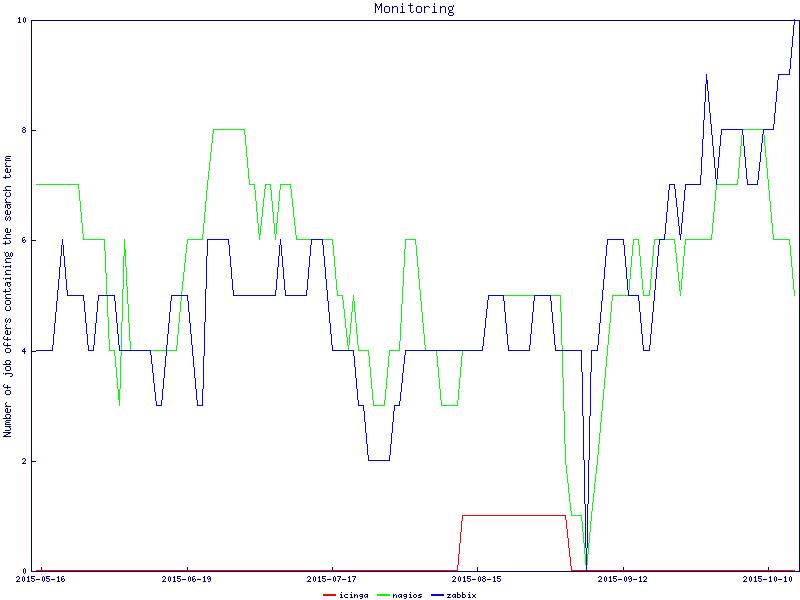 Monitoring
Number of job offers containing the search term
10
8
6
4
2
0
2015-05-16 2015-06-19 2015-07-17 2015-08-15 2015-09-12 2015-10-10
icinga nagios zabbix